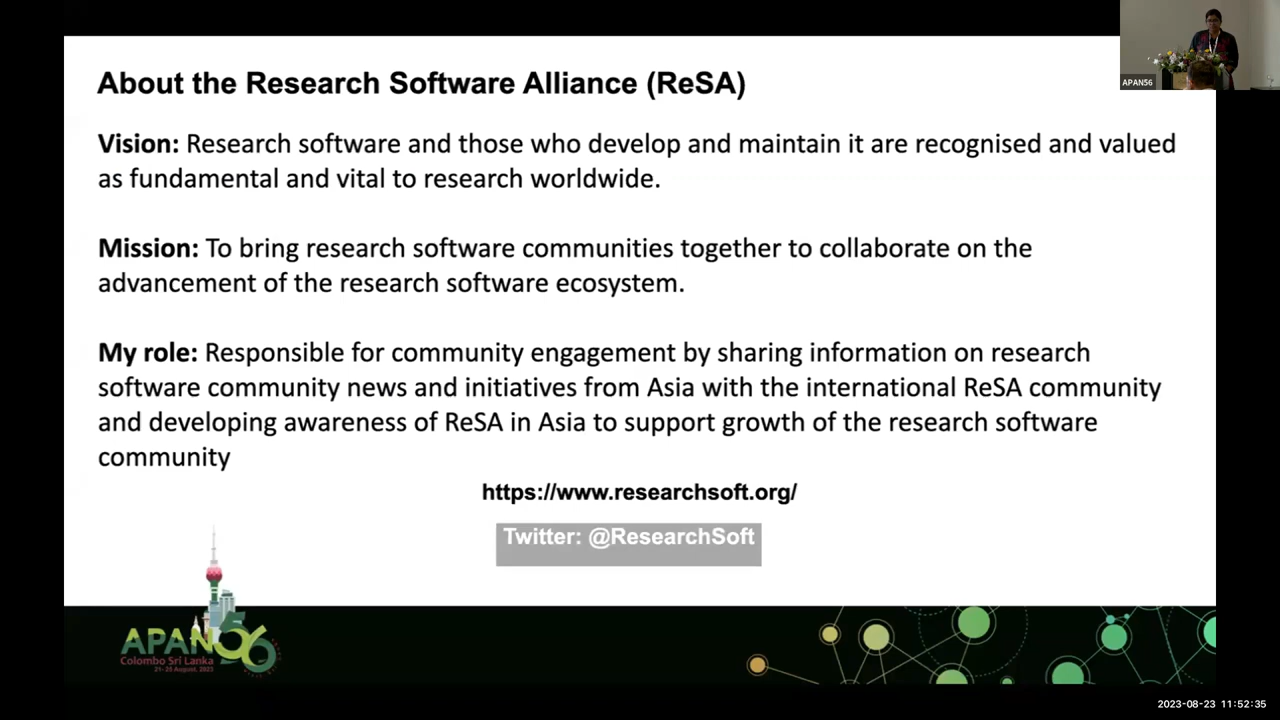 About the Research Software Alliance (ReSA)
APAN56
Vision: Research software and those who develop and maintain it are recognised and valued
as fundamental and vital to research worldwide.
Mission: To bring research software communities together to collaborate on the
advancement of the research software ecosystem.
My role: Responsible for community engagement by sharing information on research
software community news and initiatives from Asia with the international ReSA community
and developing awareness of ReSA in Asia to support growth of the research software
community
https://www.researchsoft.org/
Twitter: @ResearchSoft
APAN56
Colombo Sri Lanka
21- 25 August, 2023
2023-08-23 11:52:35